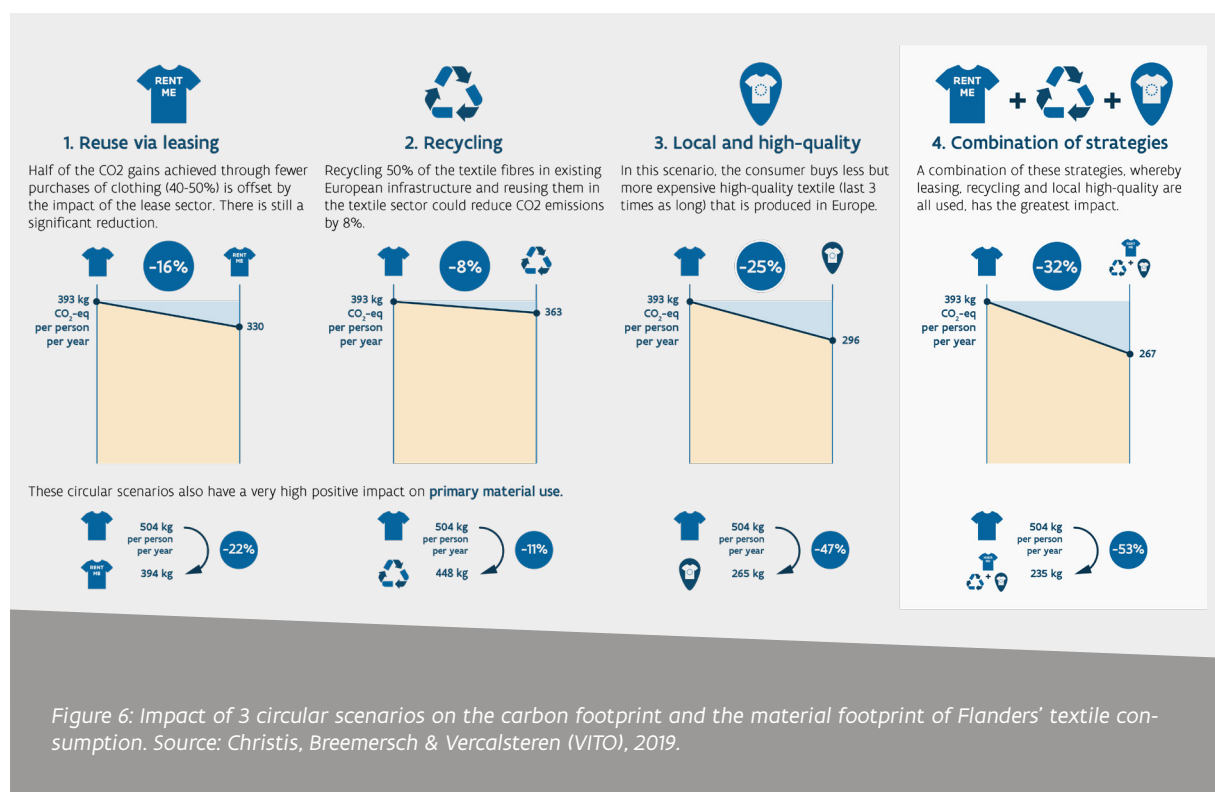 RENT
ME
1. Reuse via leasing
Half of the CO2 gains achieved through fewer
purchases of clothing (40-50%) is offset by
the impact of the lease sector. There is still a
significant reduction.
-16%
RENT
ME
393 kg
CO₂-eq
per person
per year
330
2. Recycling
Recycling 50% of the textile fibres in existing
European infrastructure and reusing them in
the textile sector could reduce CO2 emissions
by 8%.
-8%
393 kg
CO₂-eq
per person
per year
363
3. Local and high-quality
In this scenario, the consumer buys less but
more expensive high-quality textile (last 3
times as long) that is produced in Europe.
-25%
393 kg
CO₂-eq
per person
per year
296
RENT
ME
+
+
4. Combination of strategies
A combination of these strategies, whereby
leasing, recycling and local high-quality are
all used, has the greatest impact.
-32%
RENT
ME
+
393 kg
CO₂-eq
per person
per year
267
These circular scenarios also have a very high positive impact on primary material use.
504 kg
per person
per year
-22%
RENT
ME
394 kg
504 kg
per person
per year
-11%
448 kg
504 kg
per person
per year
-47%
265 kg
504 kg
per person
per year
-53%
RENT
ME
+
235 kg
Figure 6: Impact of 3 circular scenarios on the carbon footprint and the material footprint of Flanders' textile con-
sumption. Source: Christis, Breemersch & Vercalsteren (VITO), 2019.